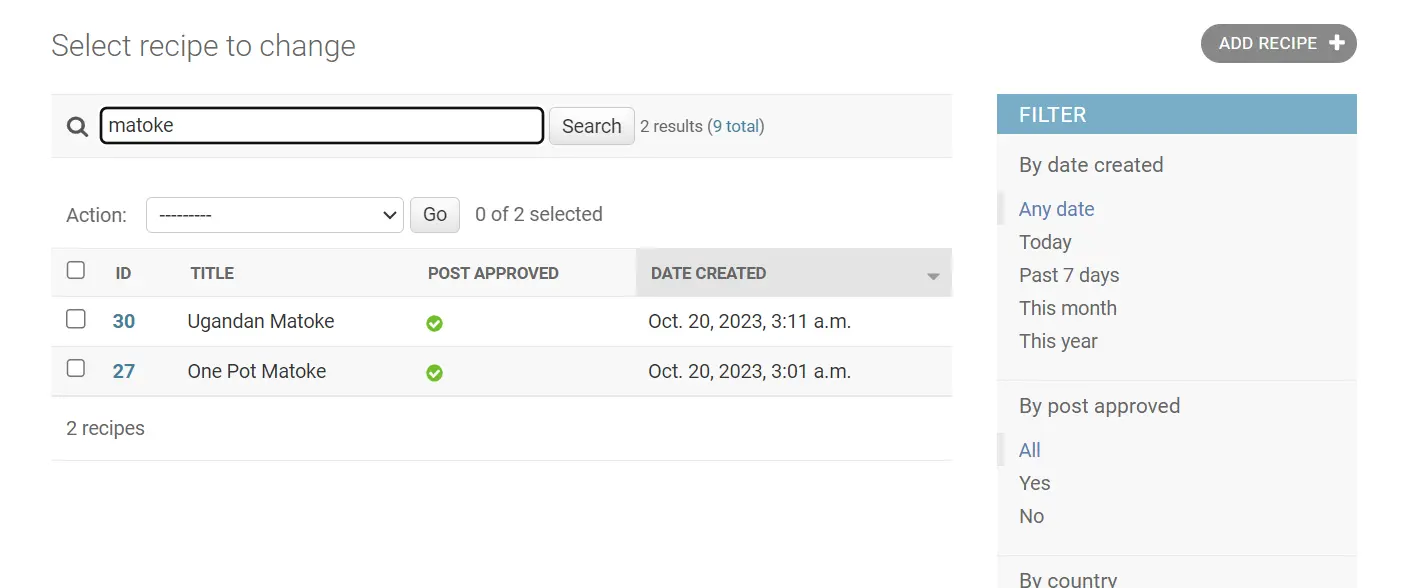 Select recipe to change
ADD RECIPE
matoke
Search
2 results (9 total)
Action:
---------
Go
0 of 2 selected
ID TITLE POST APPROVED DATE CREATED
30 Ugandan Matoke Oct. 20, 2023, 3:11 a.m.
27 One Pot Matoke Oct. 20, 2023, 3:01 a.m.
2 recipes
FILTER
By date created
Any date
Today
Past 7 days
This month
This year
By post approved
All
Yes
No
By country